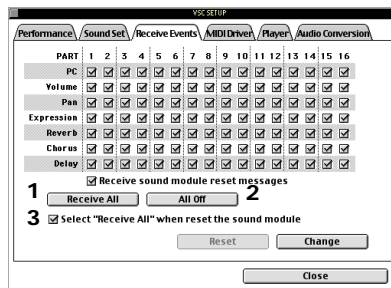 VSC SETUP
Performance Sound Set Receive Events MIDI Driver Player Audio Conversion
PART 1 2 3 4 5 6 7 8 9 10 11 12 13 14 15 16
PC
Volume
Pan
Expression
Reverb
Chorus
Delay
Receive sound module reset messages
1 Receive All All Off 2
3 Select "Receive All" when reset the sound module
Reset Change
Close